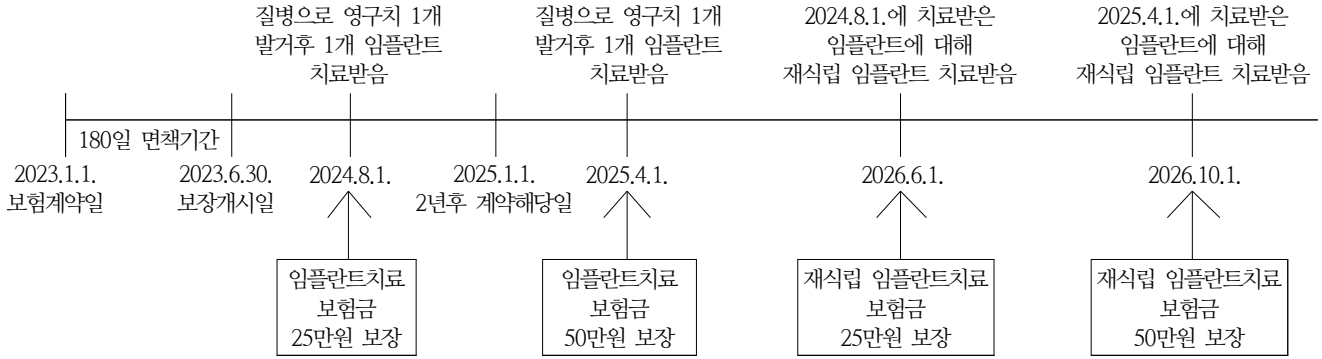 질병으로 영구치 1개
발거후 1개 임플란트
치료받음
질병으로 영구치 1개
발거후 1개 임플란트
치료받음
2024.8.1.에 치료받은
임플란트에 대해
재식립 임플란트 치료받음
2025.4.1.에 치료받은
임플란트에 대해
재식립 임플란트 치료받음
180일 면책기간
2023.1.1.
보험계약일
2023.6.30.
보장개시일
2024.8.1.
2025.1.1.
2년후 계약해당일
2025.4.1.
2026.6.1.
2026.10.1.
임플란트치료
보험금
25만원 보장
임플란트치료
보험금
50만원 보장
재식립 임플란트치료
보험금
25만원 보장
재식립 임플란트치료
보험금
50만원 보장